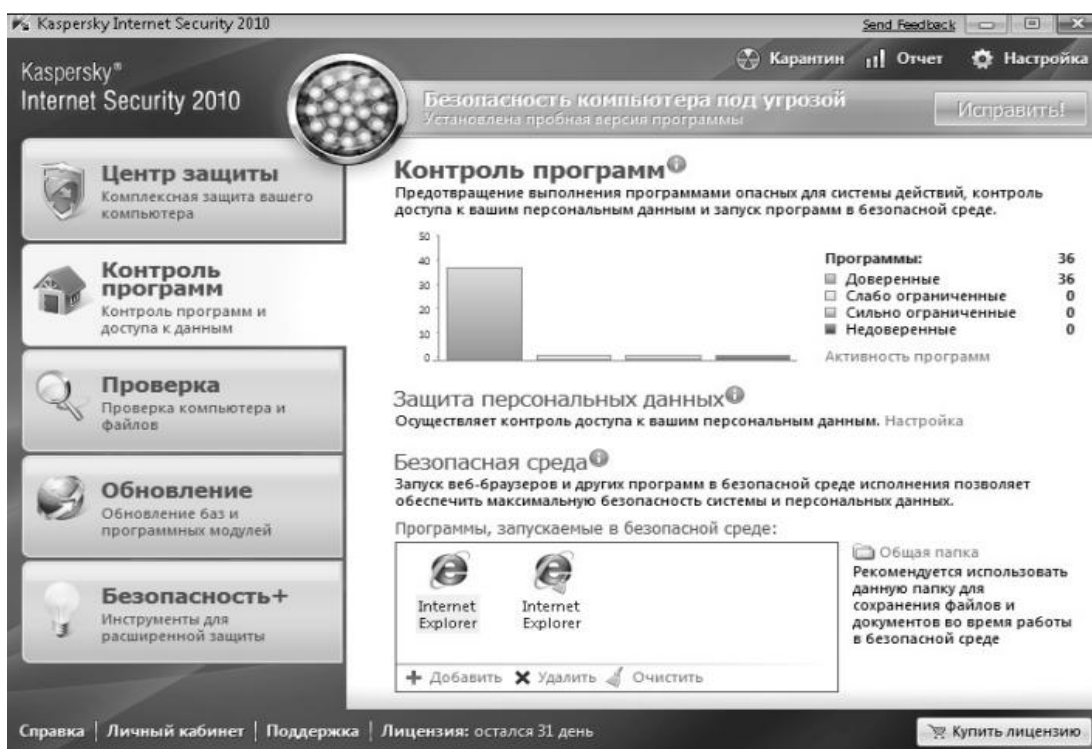 Kaspersky Internet Security 2010
Send Feedback
Kaspersky®
Internet Security 2010
Карантин
Отчет
Настройка
Безопасность компьютера под угрозой
Установлена пробная версия программы
Исправить!
Центр защиты
Комплексная защита вашего
компьютера
Контроль
программ
Контроль программ и
доступа к данным
Проверка
Проверка компьютера и
файлов
Обновление
Обновление баз и
программных модулей
Безопасность+
Инструменты для
расширенной защиты
Контроль программ
Предотвращение выполнения программами опасных для системы действий, контроль
доступа к вашим персональным данным и запуск программ в безопасной среде.
50
40
30
20
10
0
Программы: 36
Доверенные 36
Слабо ограниченные 0
Сильно ограниченные 0
Недоверенные 0
Активность программ
Защита персональных данных
Осуществляет контроль доступа к вашим персональным данным. Настройка
Безопасная среда
Запуск веб-браузеров и других программ в безопасной среде исполнения позволяет
обеспечить максимальную безопасность системы и персональных данных.
Программы, запускаемые в безопасной среде:
Internet
Explorer
Internet
Explorer
Добавить Удалить Очистить
Общая папка
Рекомендуется использовать
данную папку для
сохранения файлов и
документов во время работы
в безопасной среде
Справка | Личный кабинет | Поддержка | Лицензия: остался 31 день
Купить лицензию